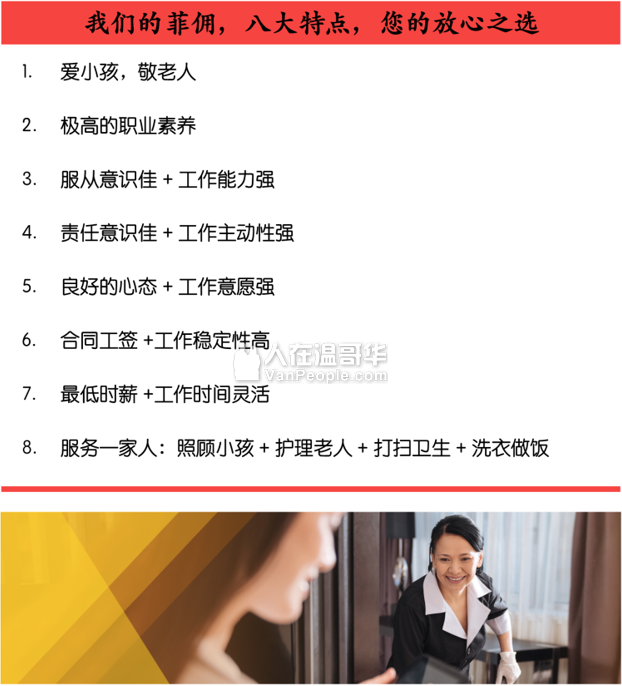 我们的菲佣，八大特点，您的放心之选
1. 爱小孩，敬老人
2. 极高的职业素养
3. 服从意识佳 + 工作能力强
4. 责任意识佳 + 工作主动性强
5. 良好的心态 + 工作意愿强
6. 合同工签 +工作稳定性高
人在温哥华
VanPeople.com
7. 最低时薪 +工作时间灵活
8. 服务一家人：照顾小孩 + 护理老人 + 打扫卫生 + 洗衣做饭